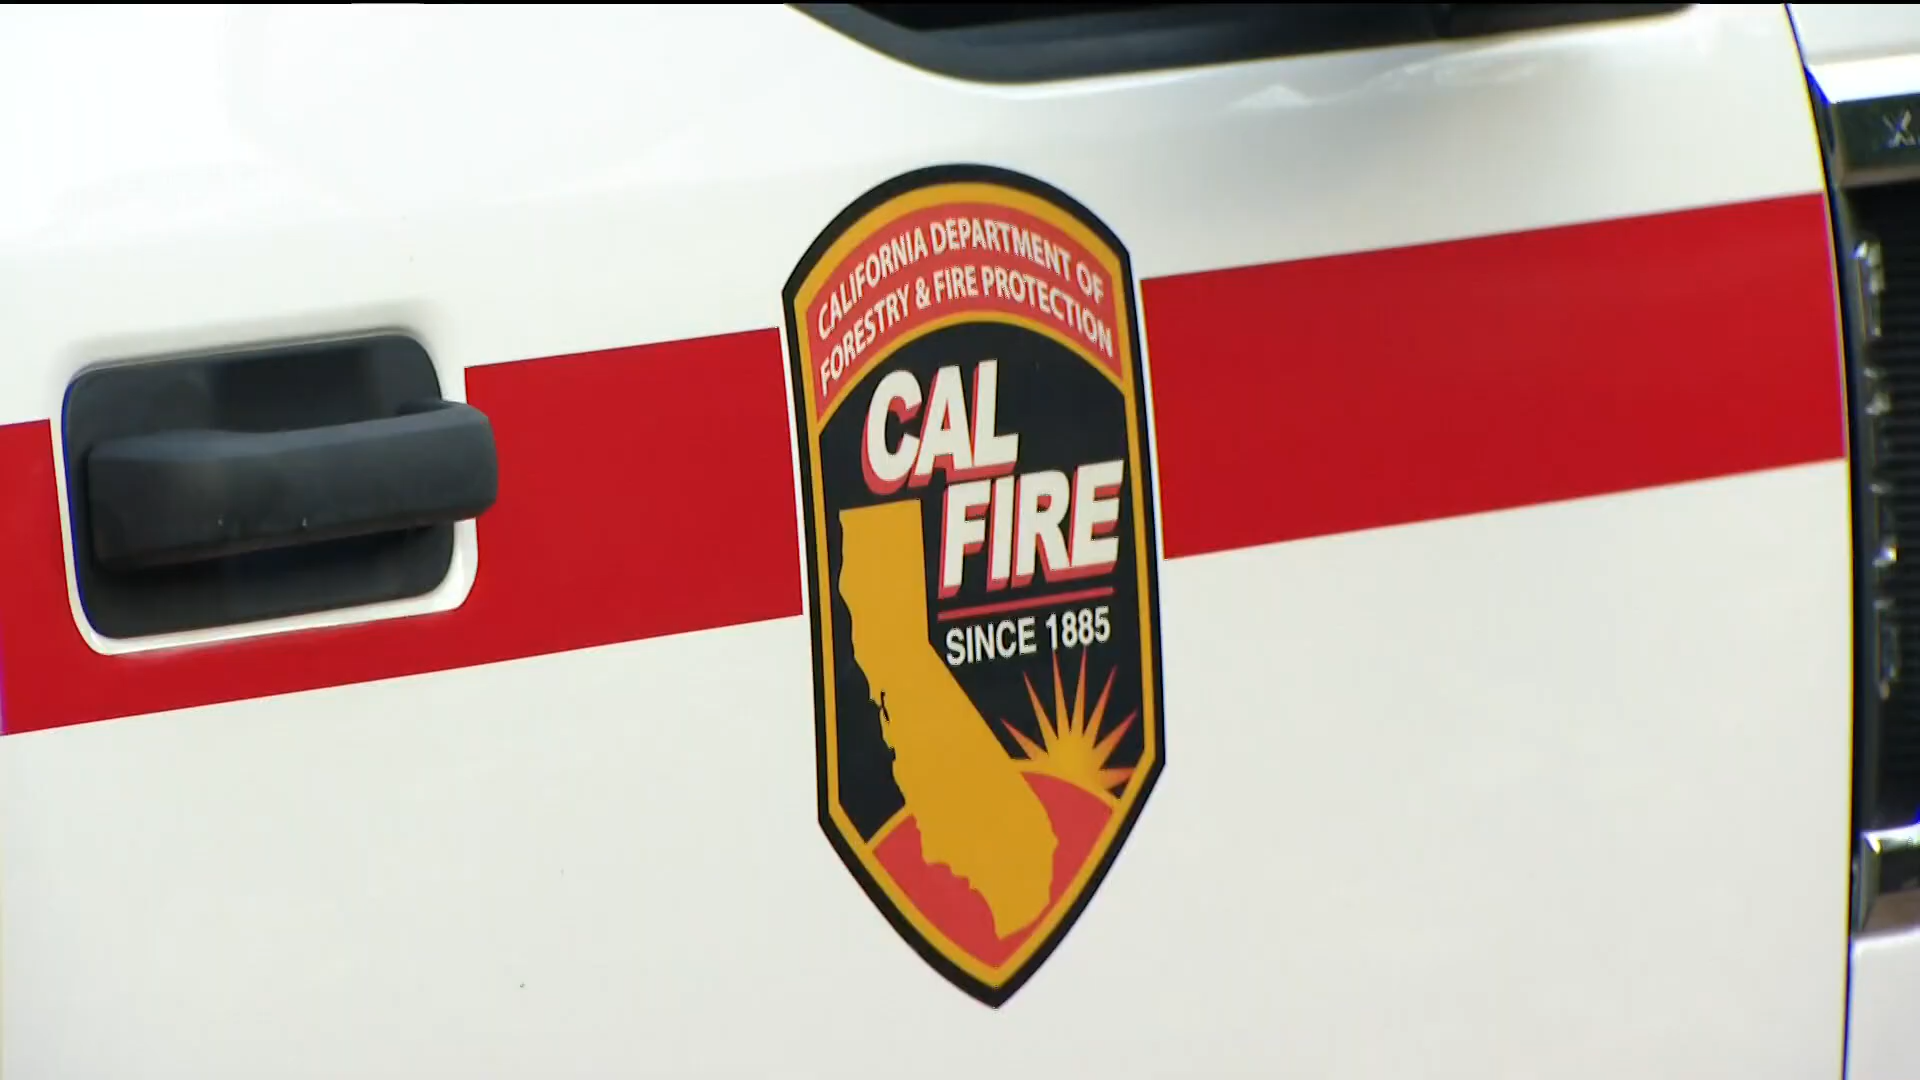 CALIFORNIA DEPARTMENT OF
FORESTRY & FIRE PROTECTION
CAL
FIRE
SINCE 1885